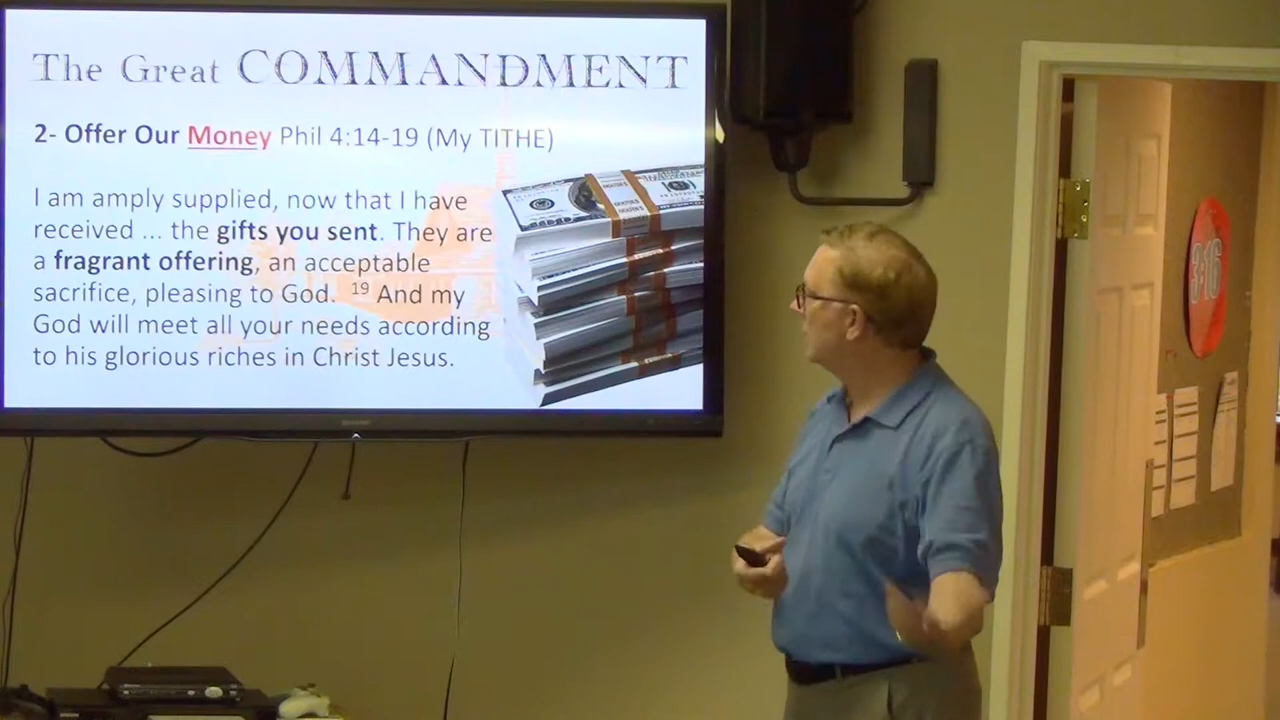 The Great COMMANDMENT
2- Offer Our Money Phil 4:14-19 (My TITHE)
I am amply supplied, now that I have
received ... the gifts you sent. They are
a fragrant offering, an acceptable
sacrifice, pleasing to God. 19 And my
God will meet all your needs according
to his glorious riches in Christ Jesus.
3:16